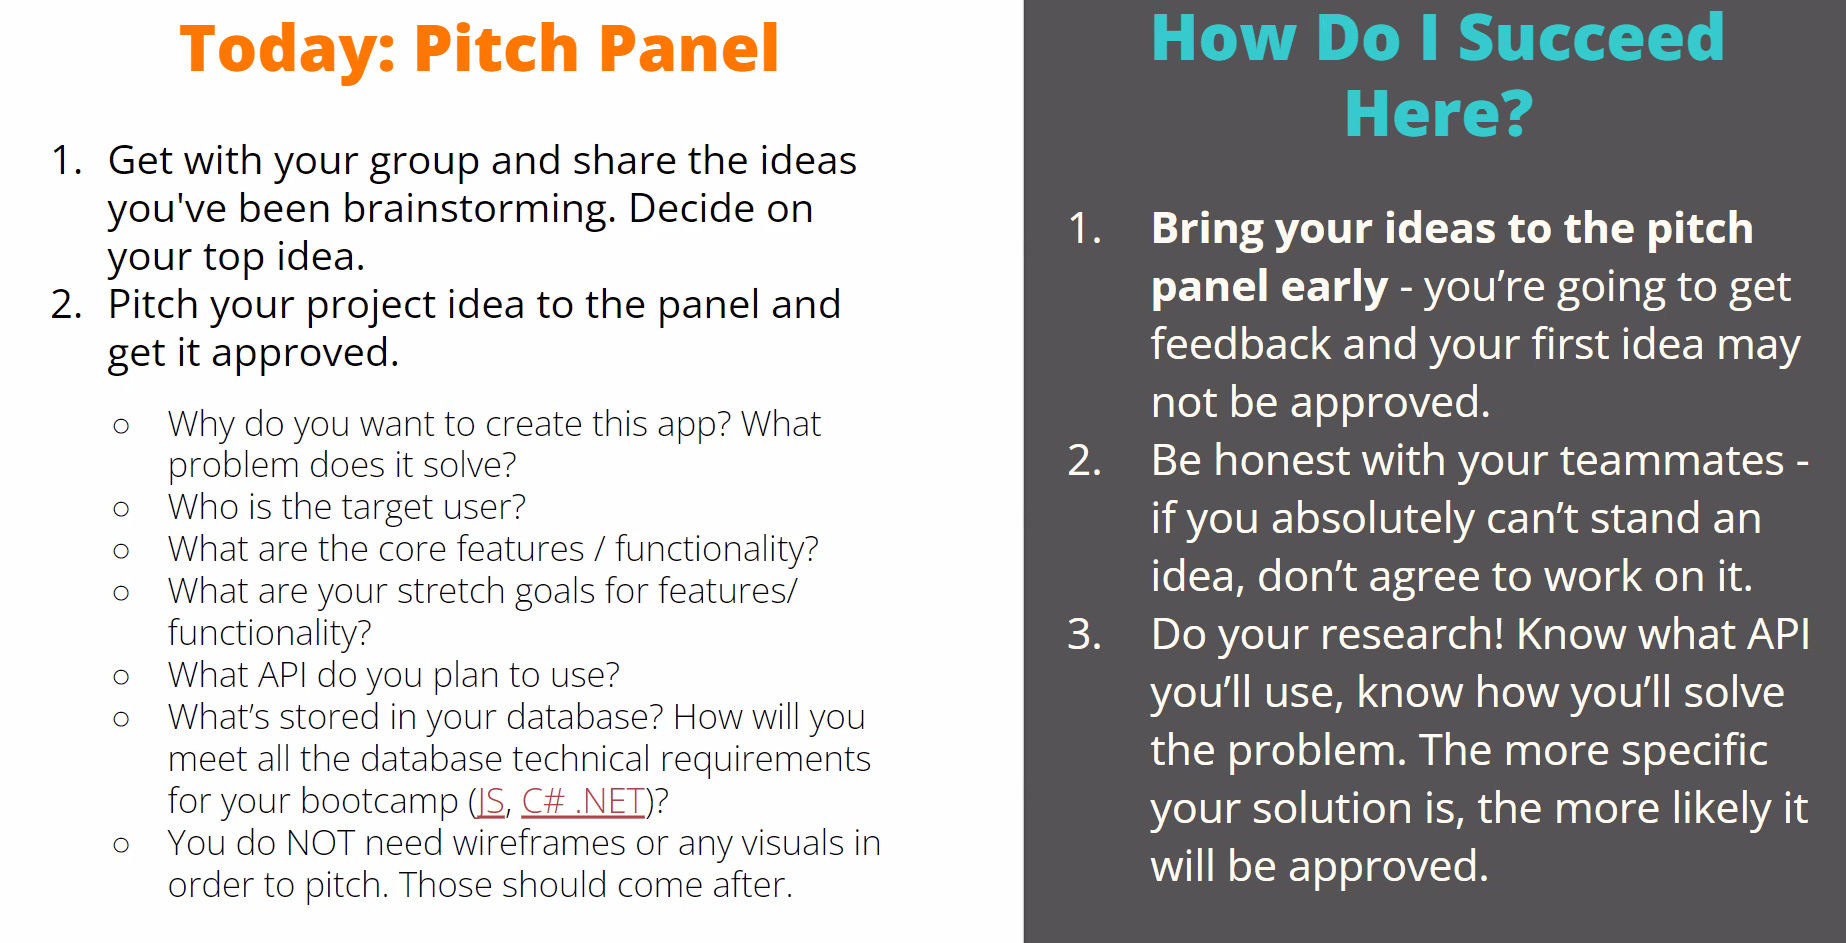 Today: Pitch Panel
1. Get with your group and share the ideas
you've been brainstorming. Decide on
your top idea.
2. Pitch your project idea to the panel and
get it approved.
○ Why do you want to create this app? What
problem does it solve?
○ Who is the target user?
○ What are the core features / functionality?
○ What are your stretch goals for features/
functionality?
○ What API do you plan to use?
○ What’s stored in your database? How will you
meet all the database technical requirements
for your bootcamp (JS, C# .NET)?
○ You do NOT need wireframes or any visuals in
order to pitch. Those should come after.
How Do I Succeed
Here?
1. Bring your ideas to the pitch
panel early - you’re going to get
feedback and your first idea may
not be approved.
2. Be honest with your teammates -
if you absolutely can’t stand an
idea, don’t agree to work on it.
3. Do your research! Know what API
you’ll use, know how you’ll solve
the problem. The more specific
your solution is, the more likely it
will be approved.